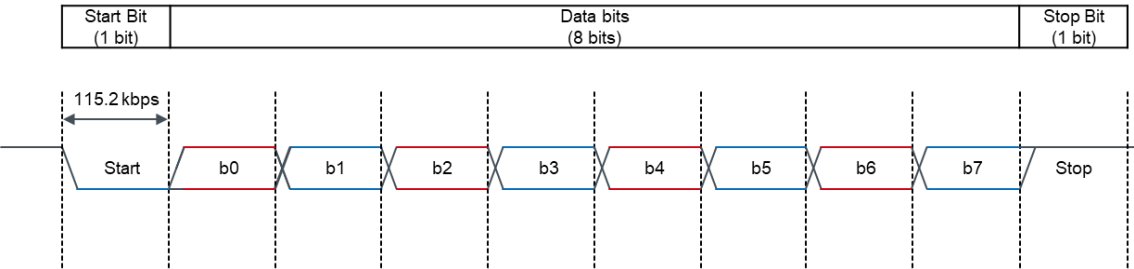 Start Bit
(1 bit)
Data bits
(8 bits)
Stop Bit
(1 bit)
115.2 kbps
Start
b0
b1
b2
b3
b4
b5
b6
b7
Stop